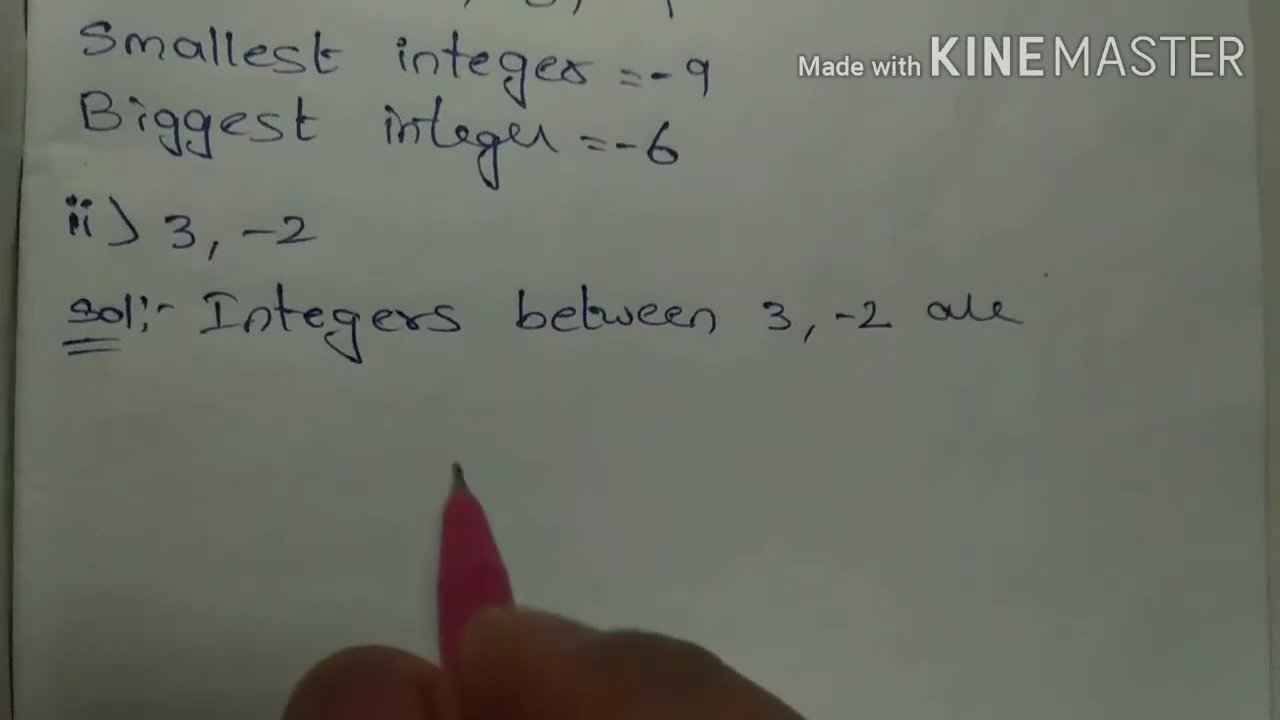 Smallest integer = -9
Made with KINEMASTER
Biggest integer = -6
ii) 3, -2
Sol:- Integers between 3, -2 are